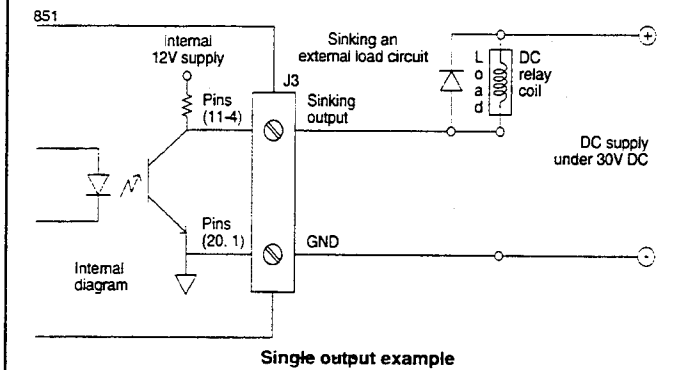 851
Internal
12V supply
Sinking an
external load circuit
J3
Pins
(11-4)
Sinking
output
Load
DC
relay
coil
DC supply
under 30V DC
Pins
(20. 1)
GND
Internal
diagram
Single output example